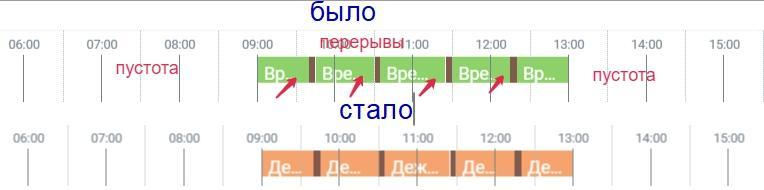 было
06:00 07:00 08:00 09:00 10:00 11:00 12:00 13:00 14:00 15:00
перерывы
пустота
Вр... Вре... Вре... Вре... Вр...
пустота
стало
06:00 07:00 08:00 09:00 10:00 11:00 12:00 13:00 14:00 15:00
Де... Де... Деж... Де... Де...